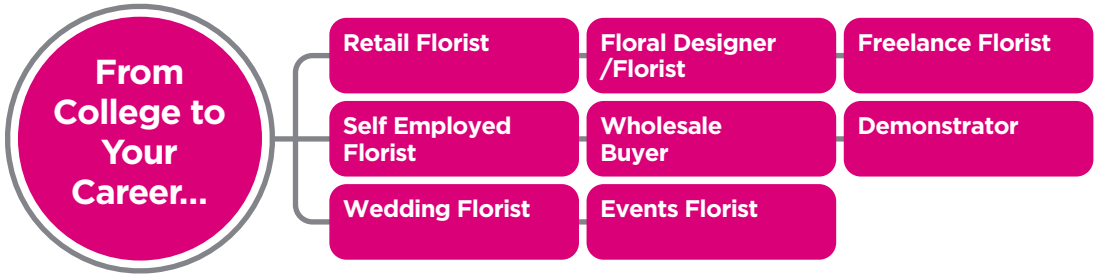 From
College to
Your
Career...
Retail Florist
Floral Designer
/Florist
Freelance Florist
Self Employed
Florist
Wholesale
Buyer
Demonstrator
Wedding Florist
Events Florist